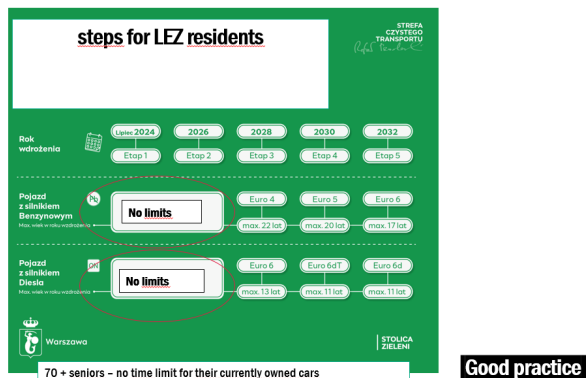 steps for LEZ residents
STREFA
CZYSTEGO
TRANSPORTU
Rok
wdrożenia
Lipiec 2024
2026
2028
2030
2032
Etap 1
Etap 2
Etap 3
Etap 4
Etap 5
Pojazd
z silnikiem
Benzynowym
Max. wiek w roku wdrożenia
Pb
No limits
Euro 4
Euro 5
Euro 6
max. 22 lat
max. 20 lat
max. 17 lat
Pojazd
z silnikiem
Diesla
Max. wiek w roku wdrożenia
ON
No limits
Euro 6
Euro 6dT
Euro 6d
max. 13 lat
max. 11 lat
max. 11 lat
Warszawa
STOLICA
ZIELENI
70 + seniors – no time limit for their currently owned cars
Good practice